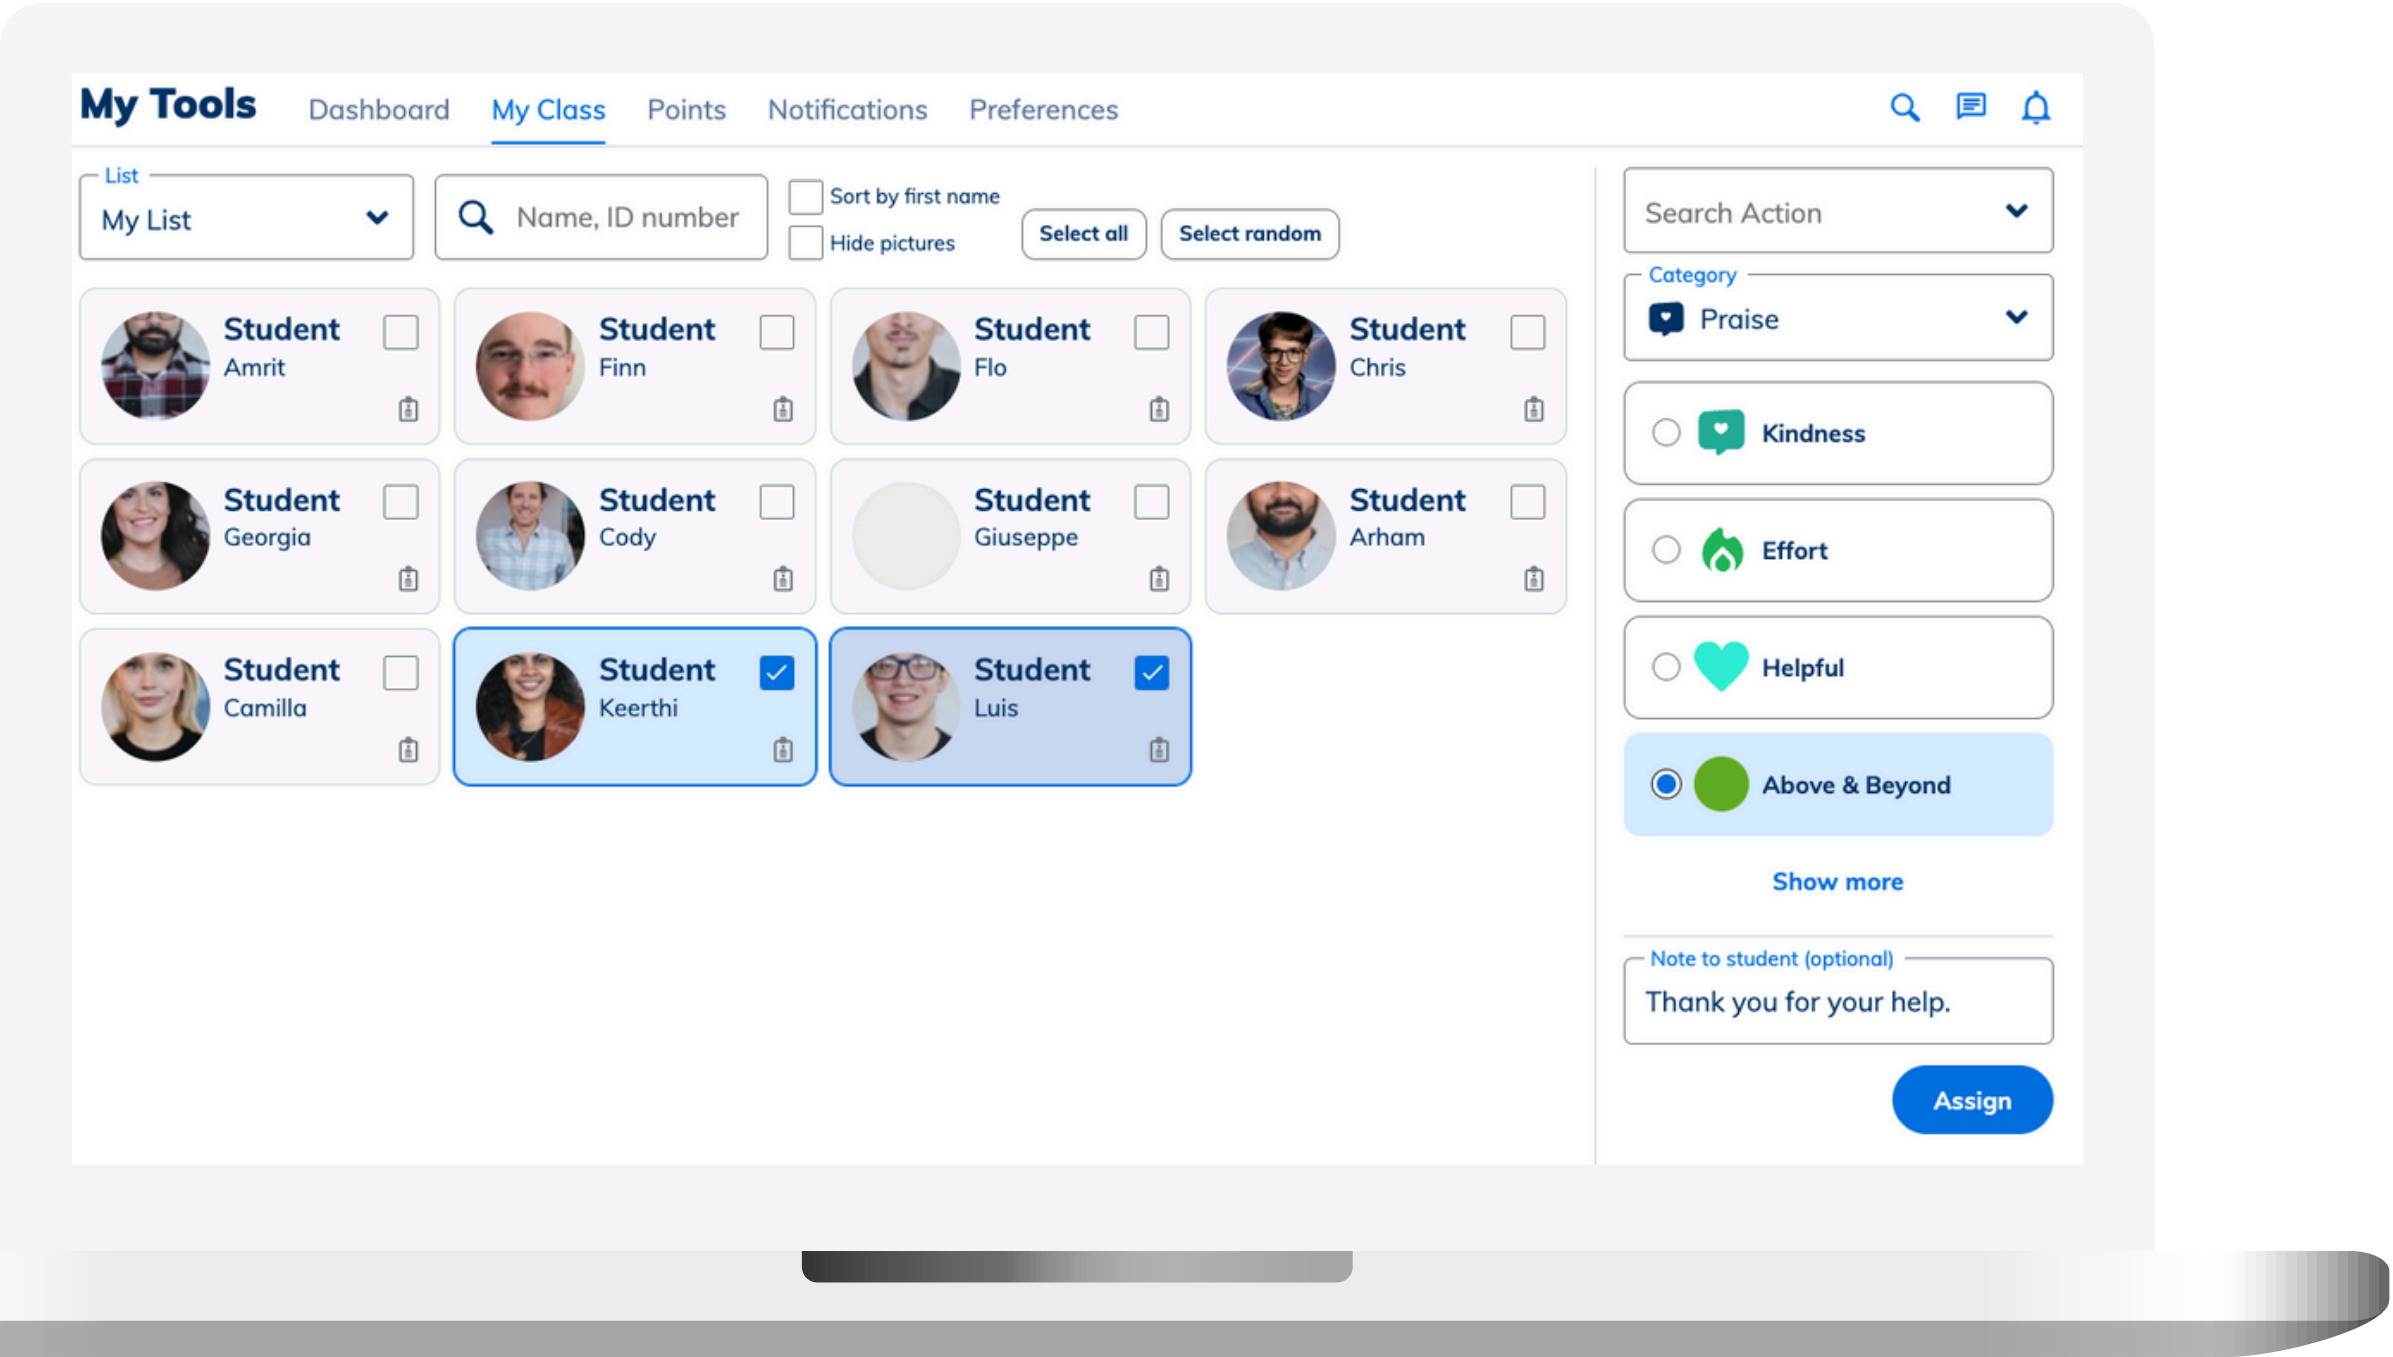 My Tools Dashboard My Class Points Notifications Preferences
List
My List
Name, ID number
Sort by first name
Hide pictures
Select all Select random
Student Student Student Student
Amrit Finn Flo Chris
Student Student Student Student
Georgia Cody Giuseppe Arham
Student Student Student
Camilla Keerthi Luis
Search Action
Category
Praise
Kindness
Effort
Helpful
Above & Beyond
Show more
Note to student (optional)
Thank you for your help.
Assign